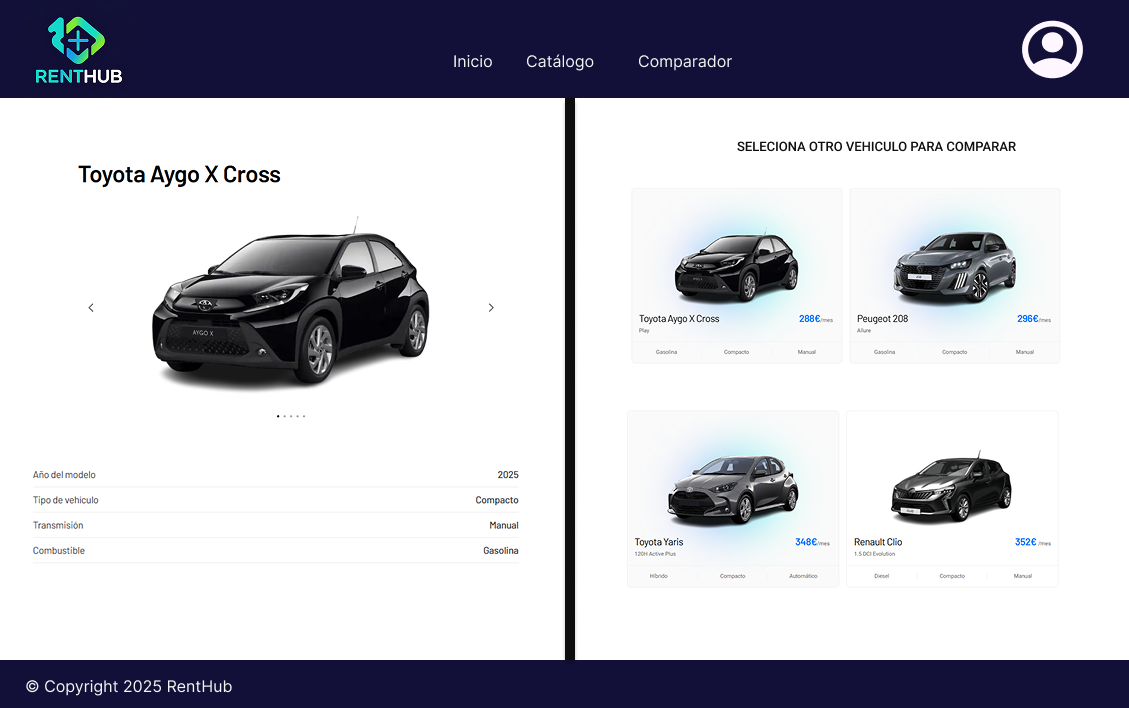 RENTHUB
Inicio Catálogo Comparador
Toyota Aygo X Cross
AYGO X
Año del modelo 2025
Tipo de vehiculo Compacto
Transmisión Manual
Combustible Gasolina
SELECIONA OTRO VEHICULO PARA COMPARAR
Toyota Aygo X Cross 288€/mes
Play
Gasolina Compacto Manual
Peugeot 208 296€/mes
Allure
Gasolina Compacto Manual
Toyota Yaris 348€/mes
120H Active Plus
Híbrido Compacto Automático
Renault Clio 352€ /mes
1.5 DCI Evolution
Diesel Compacto Manual
© Copyright 2025 RentHub